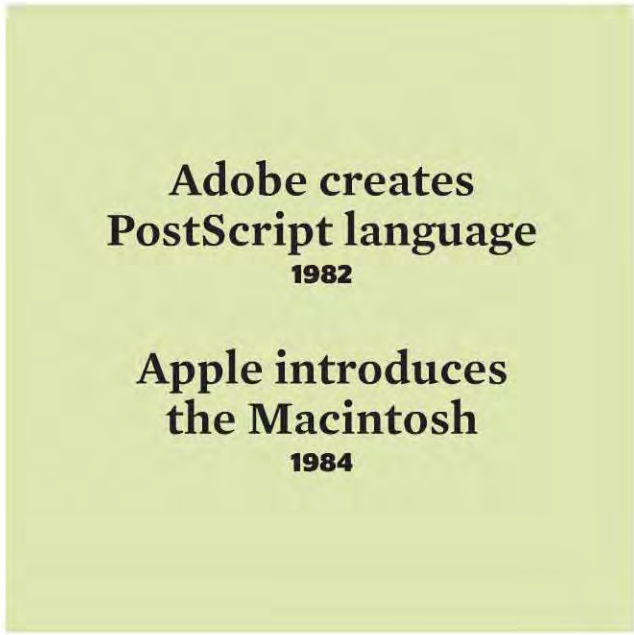 Adobe creates
PostScript language
1982
Apple introduces
the Macintosh
1984